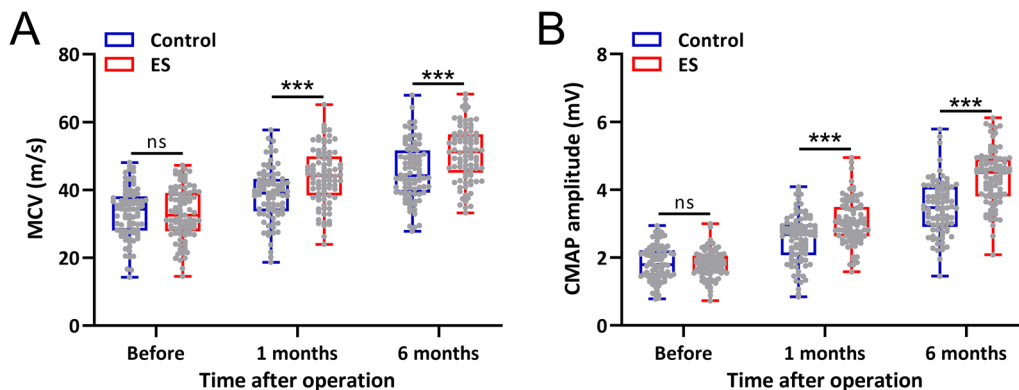 A
Control
ES
80
60
40
20
0
MCV (m/s)
ns
***
***
Before
1 months
6 months
Time after operation
B
Control
ES
8
6
4
2
0
CMAP amplitude (mV)
ns
***
***
Before
1 months
6 months
Time after operation